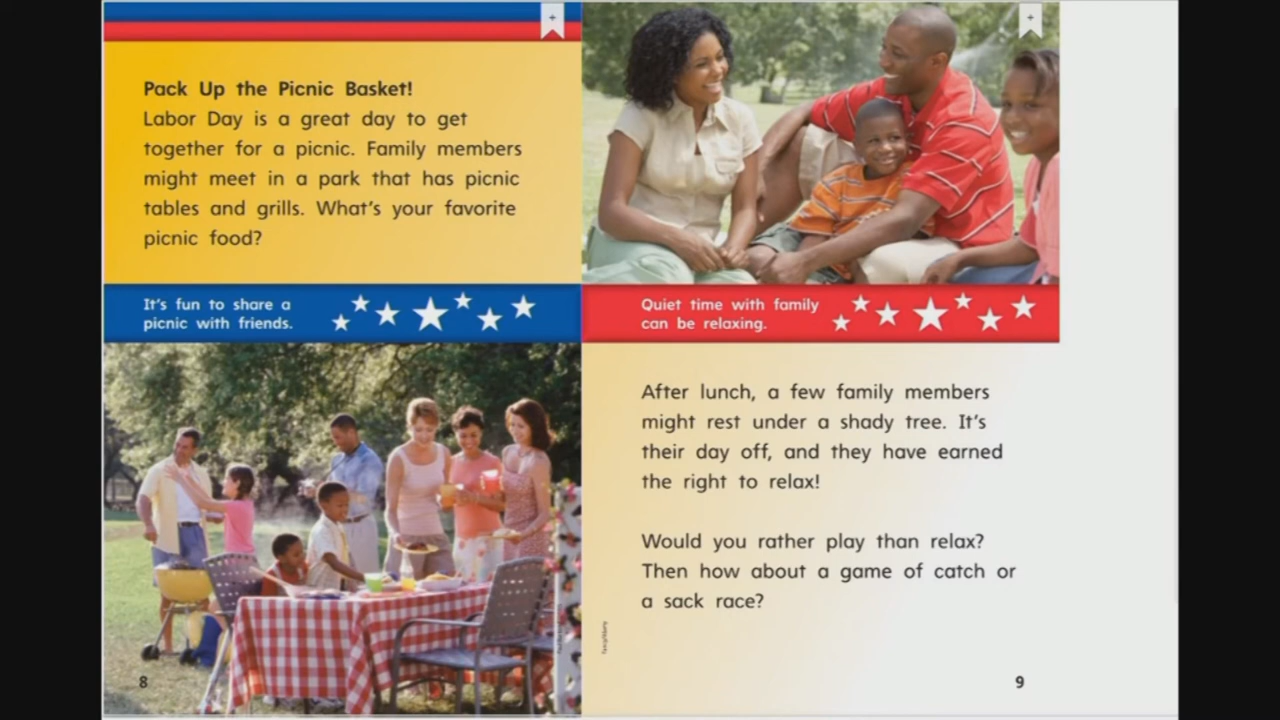 Pack Up the Picnic Basket!
Labor Day is a great day to get
together for a picnic. Family members
might meet in a park that has picnic
tables and grills. What's your favorite
picnic food?
It's fun to share a
picnic with friends.
8
Quiet time with family
can be relaxing.
After lunch, a few family members
might rest under a shady tree. It's
their day off, and they have earned
the right to relax!
Would you rather play than relax?
Then how about a game of catch or
a sack race?
9